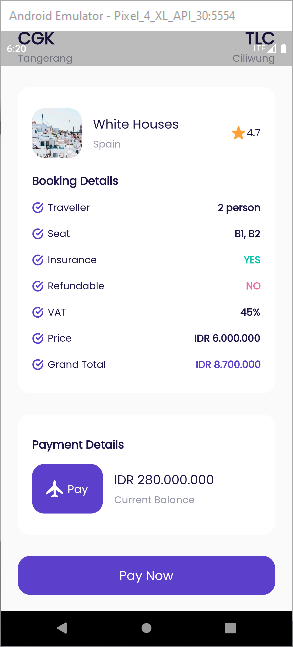 Android Emulator - Pixel_4_XL_API_30:5554
CGK TLC
6:20 LTE
Tangerang Ciliwung
White Houses
Spain
4.7
Booking Details
Traveller 2 person
Seat B1, B2
Insurance YES
Refundable NO
VAT 45%
Price IDR 6.000.000
Grand Total IDR 8.700.000
Payment Details
Pay
IDR 280.000.000
Current Balance
Pay Now